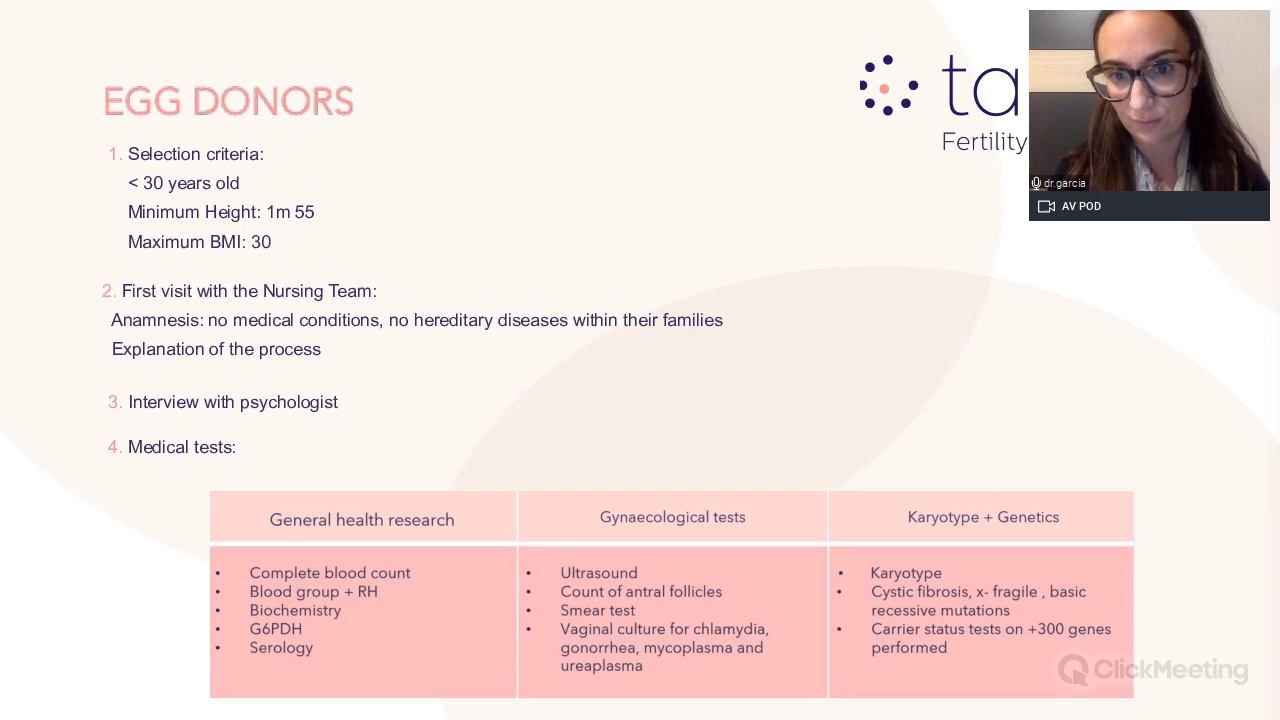 EGG DONORS
ta
Fertility
1. Selection criteria:
< 30 years old
Minimum Height: 1m 55
Maximum BMI: 30
2. First visit with the Nursing Team:
Anamnesis: no medical conditions, no hereditary diseases within their families
Explanation of the process
3. Interview with psychologist
4. Medical tests:
General health research
• Complete blood count
• Blood group + RH
• Biochemistry
• G6PDH
• Serology
Gynaecological tests
• Ultrasound
• Count of antral follicles
• Smear test
• Vaginal culture for chlamydia,
gonorrhea, mycoplasma and
ureaplasma
Karyotype + Genetics
• Karyotype
• Cystic fibrosis, x- fragile , basic
recessive mutations
• Carrier status tests on +300 genes
performed
dr.garcia
AV POD
ClickMeeting